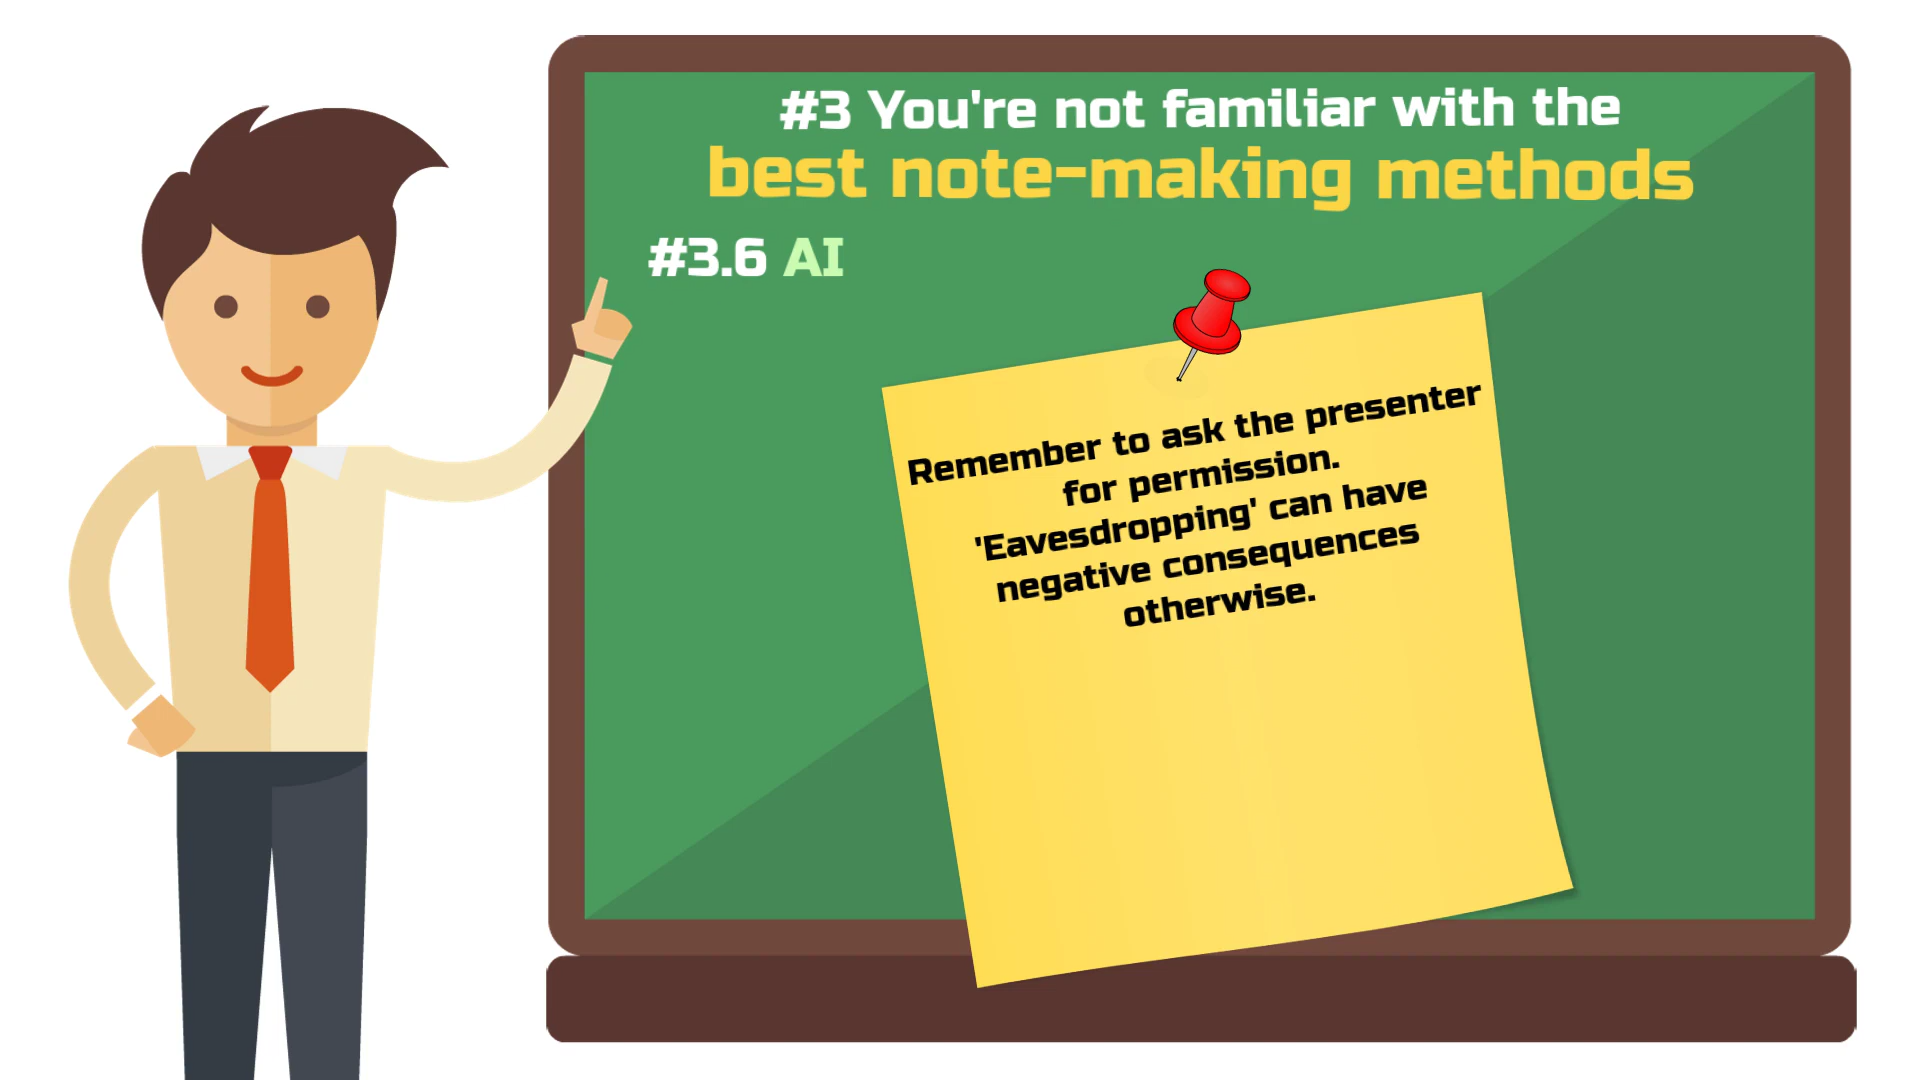 #3 You're not familiar with the
best note-making methods
#3.6 AI
Remember to ask the presenter
for permission.
'Eavesdropping' can have
negative consequences
otherwise.